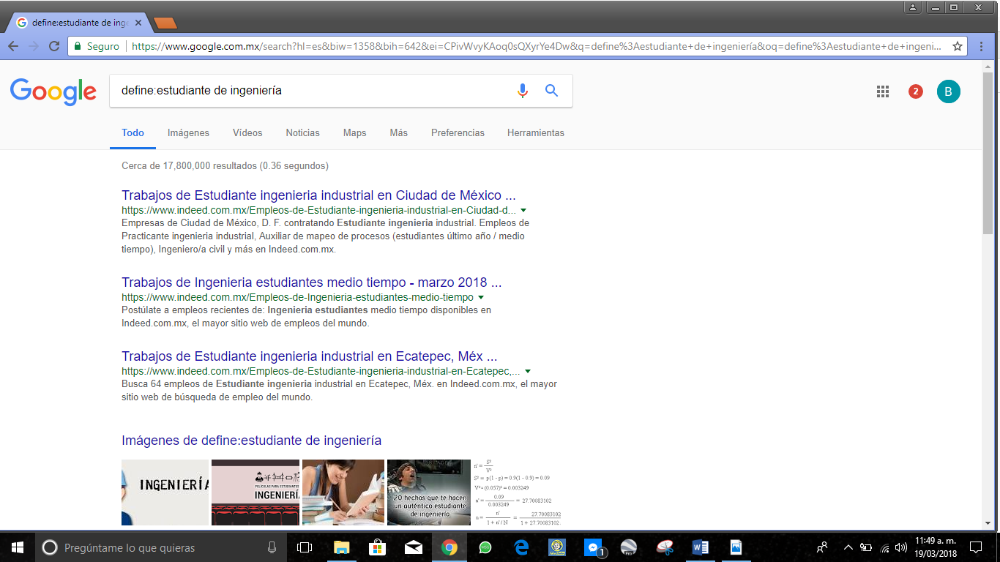 define:estudiante de inge
Seguro
https://www.google.com.mx/search?hl=es&biw=1358&bih=642&ei=CPivWvyKAoq0sQXyrYe4Dw&q=define%3Aestudiante+de+ingeniería&oq=define%3Aestudiante+de+ingeni...
Google
define:estudiante de ingeniería
2
B
Todo
Imágenes
Vídeos
Noticias
Maps
Más
Preferencias
Herramientas
Cerca de 17,800,000 resultados (0.36 segundos)
Trabajos de Estudiante ingenieria industrial en Ciudad de México ...
https://www.indeed.com.mx/Empleos-de-Estudiante-ingenieria-industrial-en-Ciudad-d...
Empresas de Ciudad de México, D. F. contratando Estudiante ingenieria industrial. Empleos de
Practicante ingenieria industrial, Auxiliar de mapeo de procesos (estudiantes último año / medio
tiempo), Ingeniero/a civil y más en Indeed.com.mx.
Trabajos de Ingenieria estudiantes medio tiempo - marzo 2018 ...
https://www.indeed.com.mx/Empleos-de-Ingenieria-estudiantes-medio-tiempo
Postúlate a empleos recientes de: Ingenieria estudiantes medio tiempo disponibles en
Indeed.com.mx, el mayor sitio web de empleos del mundo.
Trabajos de Estudiante ingenieria industrial en Ecatepec, Méx ...
https://www.indeed.com.mx/Empleos-de-Estudiante-ingenieria-industrial-en-Ecatepec,...
Busca 64 empleos de Estudiante ingenieria industrial en Ecatepec, Méx. en Indeed.com.mx, el mayor
sitio web de búsqueda de empleo del mundo.
Imágenes de define:estudiante de ingeniería
INGENIERÍA
PELÍCULAS PARA ESTUDIANTES
INGENIERÍA
20 hechos que te hacen
un auténtico estudiante
de ingeniería
n' = S² / V²
S² = p(1 - p) = 0.9(1 - 0.9) = 0.09
V² = (0.057)² = 0.003249
n' = 0.09 / 0.003249 = 27.70083102
n = n' / 1 + n'/ N = 27.70083102 / 1 + 27.70083102.
Pregúntame lo que quieras
1
11:49 a. m.
19/03/2018